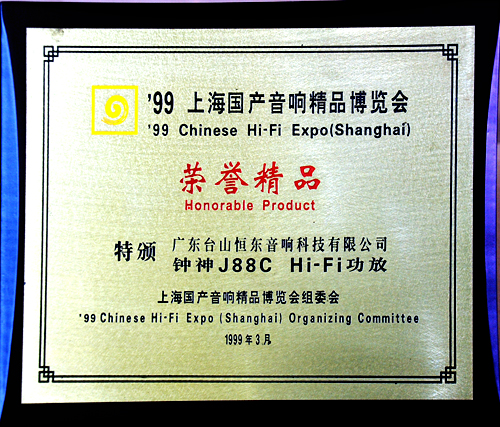 '99 上海国产音响精品博览会
'99 Chinese Hi-Fi Expo(Shanghai)
荣誉精品
Honorable Product
特颁 广东台山恒东音响科技有限公司
钟神J88C Hi-Fi功放
上海国产音响精品博览会组委会
'99 Chinese Hi-Fi Expo (Shanghai) Organizing Committee
1999年3月